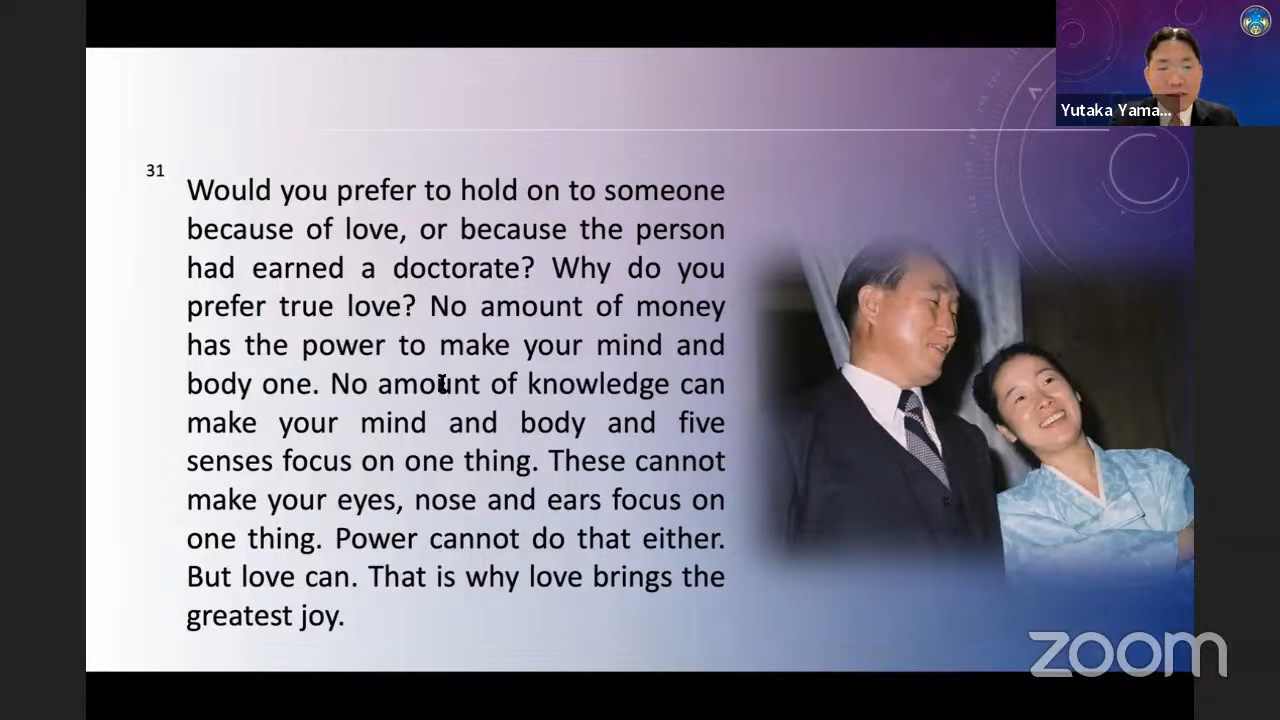 Yutaka Yama...
31
Would you prefer to hold on to someone
because of love, or because the person
had earned a doctorate? Why do you
prefer true love? No amount of money
has the power to make your mind and
body one. No amount of knowledge can
make your mind and body and five
senses focus on one thing. These cannot
make your eyes, nose and ears focus on
one thing. Power cannot do that either.
But love can. That is why love brings the
greatest joy.
zoom